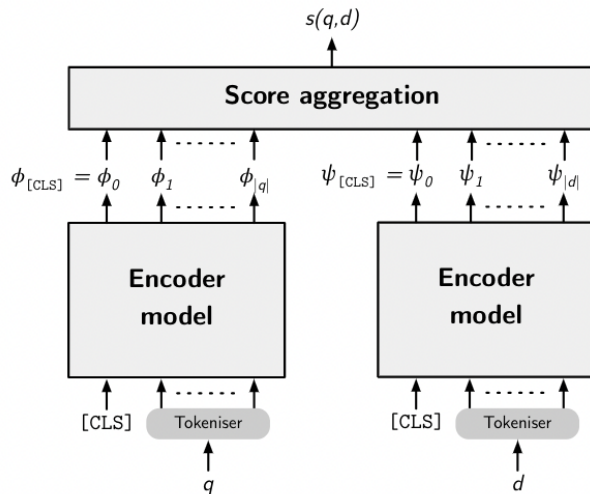 s(q,d)
Score aggregation
ϕ[CLS] = ϕ0 ϕ1 ϕ|q| ψ[CLS] = ψ0 ψ1 ψ|d|
Encoder model
Encoder model
[CLS] Tokeniser [CLS] Tokeniser
q d